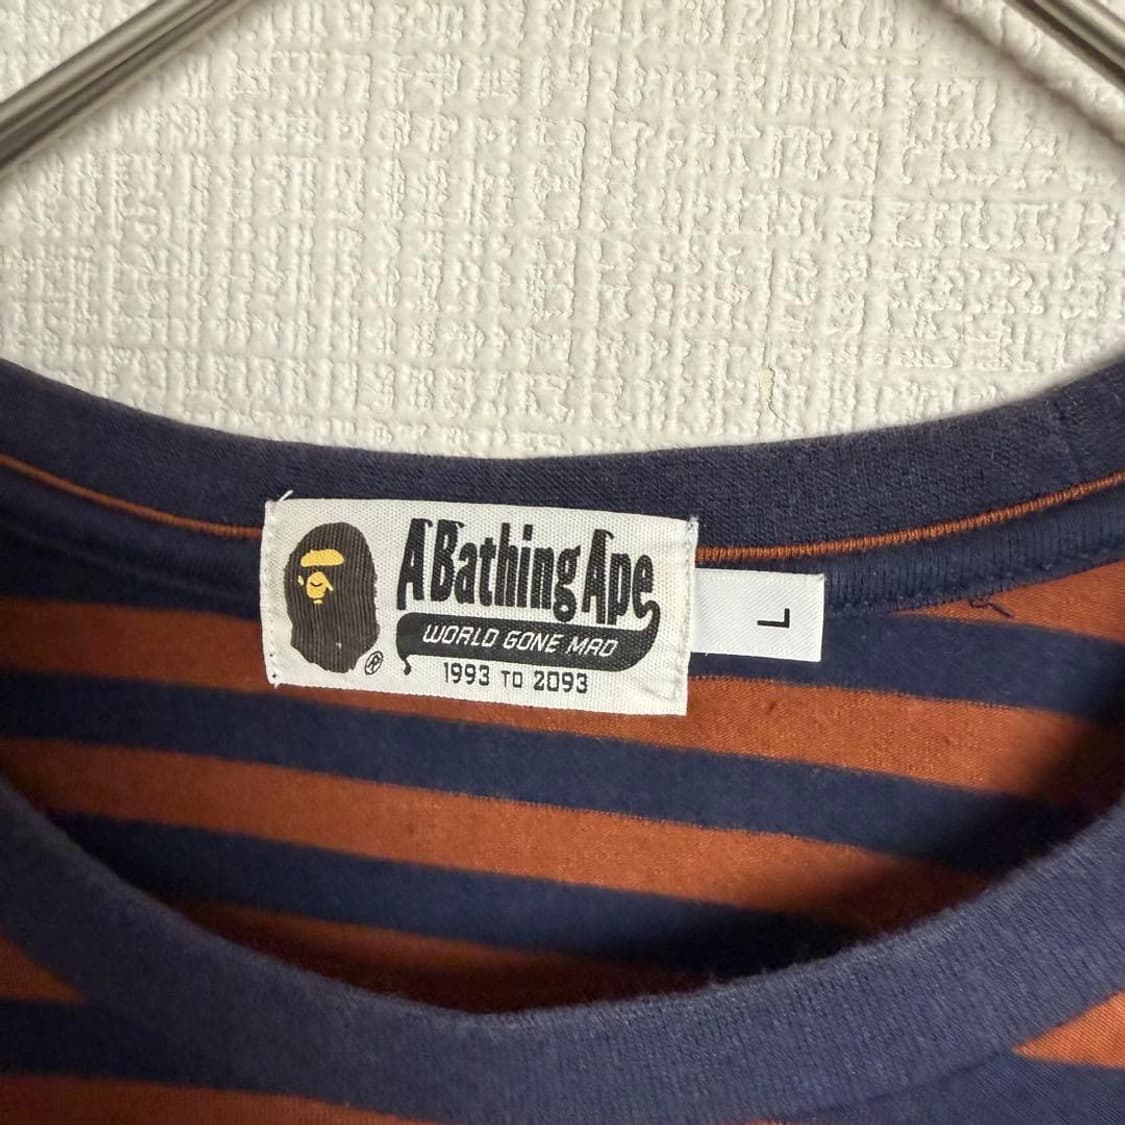 A Bathing Ape
WORLD GONE MAD
®
1993 TO 2093
L